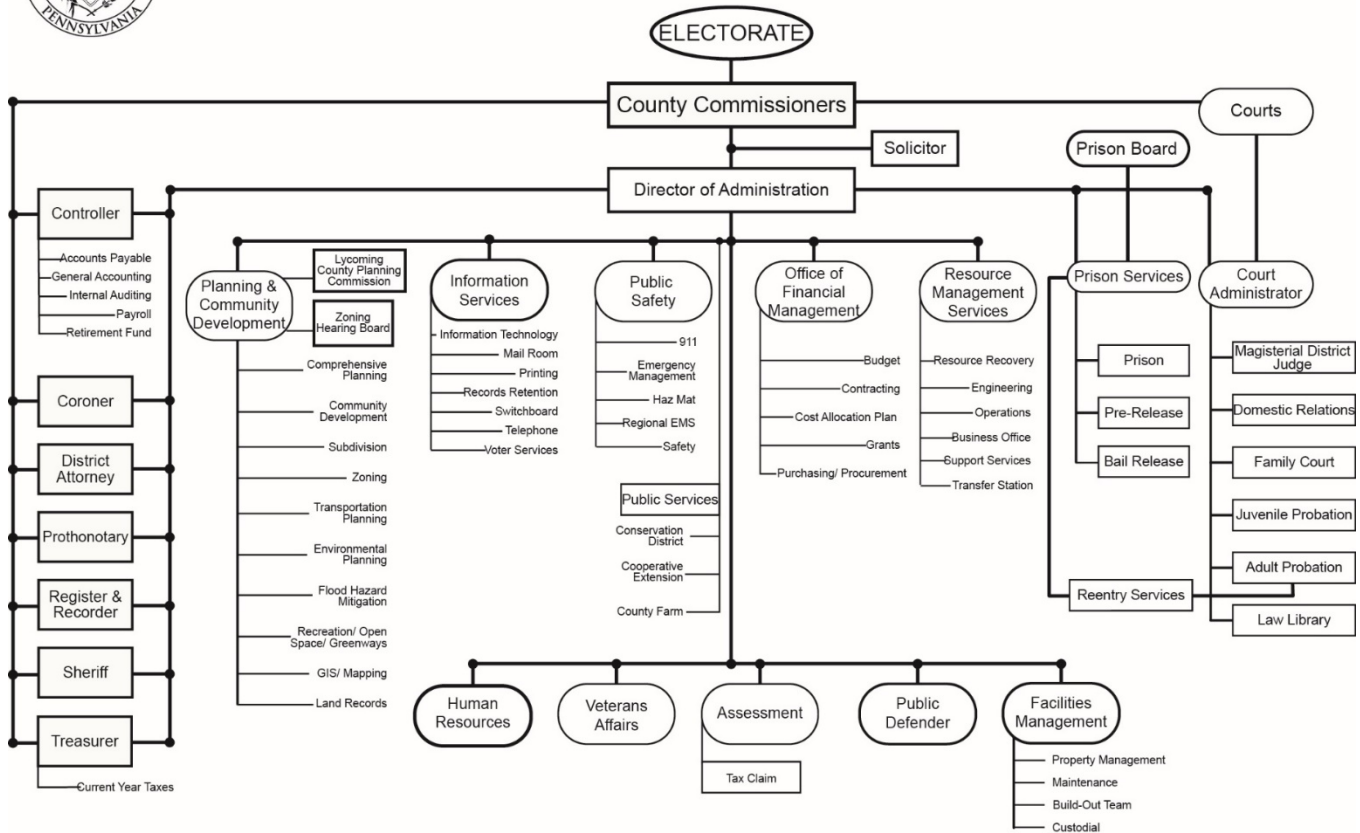 PENNSYLVANIA
ELECTORATE
County Commissioners
Courts
Solicitor
Prison Board
Director of Administration
Controller
Accounts Payable
General Accounting
Internal Auditing
Payroll
Retirement Fund
Coroner
District
Attorney
Prothonotary
Register &
Recorder
Sheriff
Treasurer
Current Year Taxes
Planning &
Community
Development
Lycoming
County Planning
Commission
Zoning
Hearing Board
Comprehensive
Planning
Community
Development
Subdivision
Zoning
Transportation
Planning
Environmental
Planning
Flood Hazard
Mitigation
Recreation/ Open
Space/ Greenways
GIS/ Mapping
Land Records
Information
Services
Information Technology
Mail Room
Printing
Records Retention
Switchboard
Telephone
Voter Services
Public
Safety
911
Emergency
Management
Haz Mat
Regional EMS
Safety
Public Services
Conservation
District
Cooperative
Extension
County Farm
Office of
Financial
Management
Budget
Contracting
Cost Allocation Plan
Grants
Purchasing/ Procurement
Resource
Management
Services
Resource Recovery
Engineering
Operations
Business Office
Support Services
Transfer Station
Prison Services
Prison
Pre-Release
Bail Release
Reentry Services
Court
Administrator
Magisterial District
Judge
Domestic Relations
Family Court
Juvenile Probation
Adult Probation
Law Library
Human
Resources
Veterans
Affairs
Assessment
Tax Claim
Public
Defender
Facilities
Management
Property Management
Maintenance
Build-Out Team
Custodial